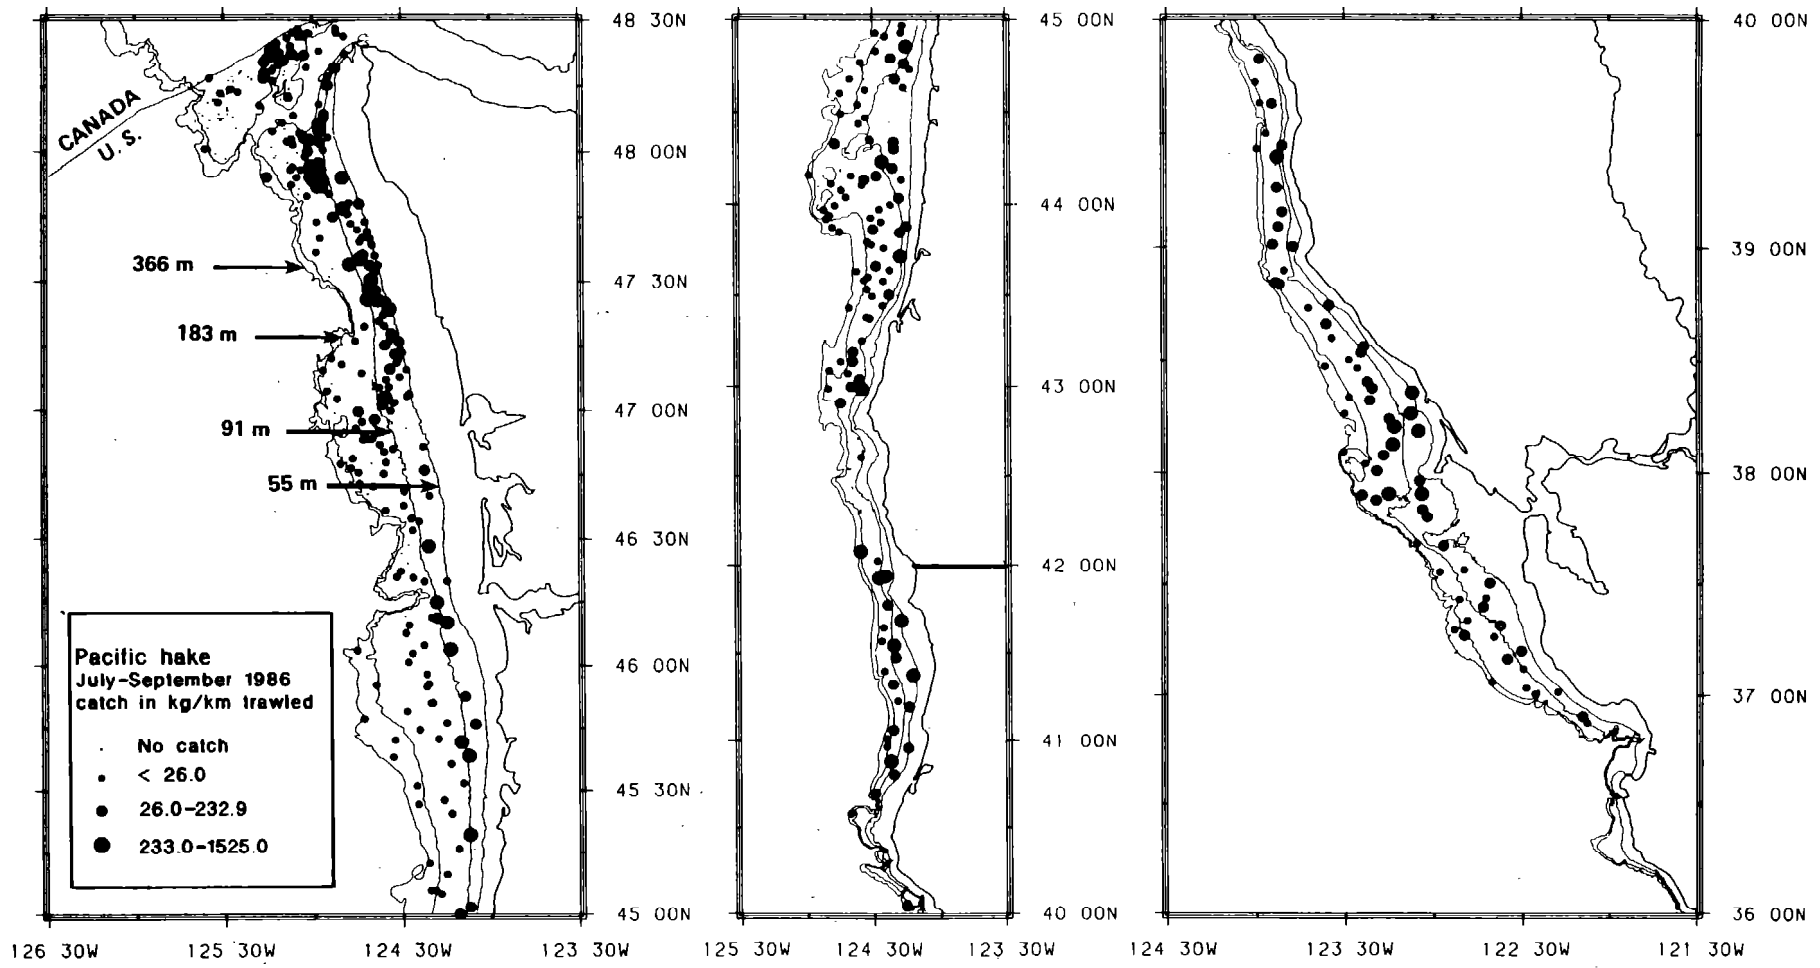 CANADA
U. S.
366 m
183 m
91 m
55 m
Pacific hake
July-September 1986
catch in kg/km trawled
No catch
< 26.0
26.0-232.9
233.0-1525.0
48 30N
48 00N
47 30N
47 00N
46 30N
46 00N
45 30N
45 00N
126 30W
125 30W
124 30W
123 30W
45 00N
44 00N
43 00N
42 00N
41 00N
40 00N
125 30W
124 30W
123 30W
40 00N
39 00N
38 00N
37 00N
36 00N
124 30W
123 30W
122 30W
121 30W